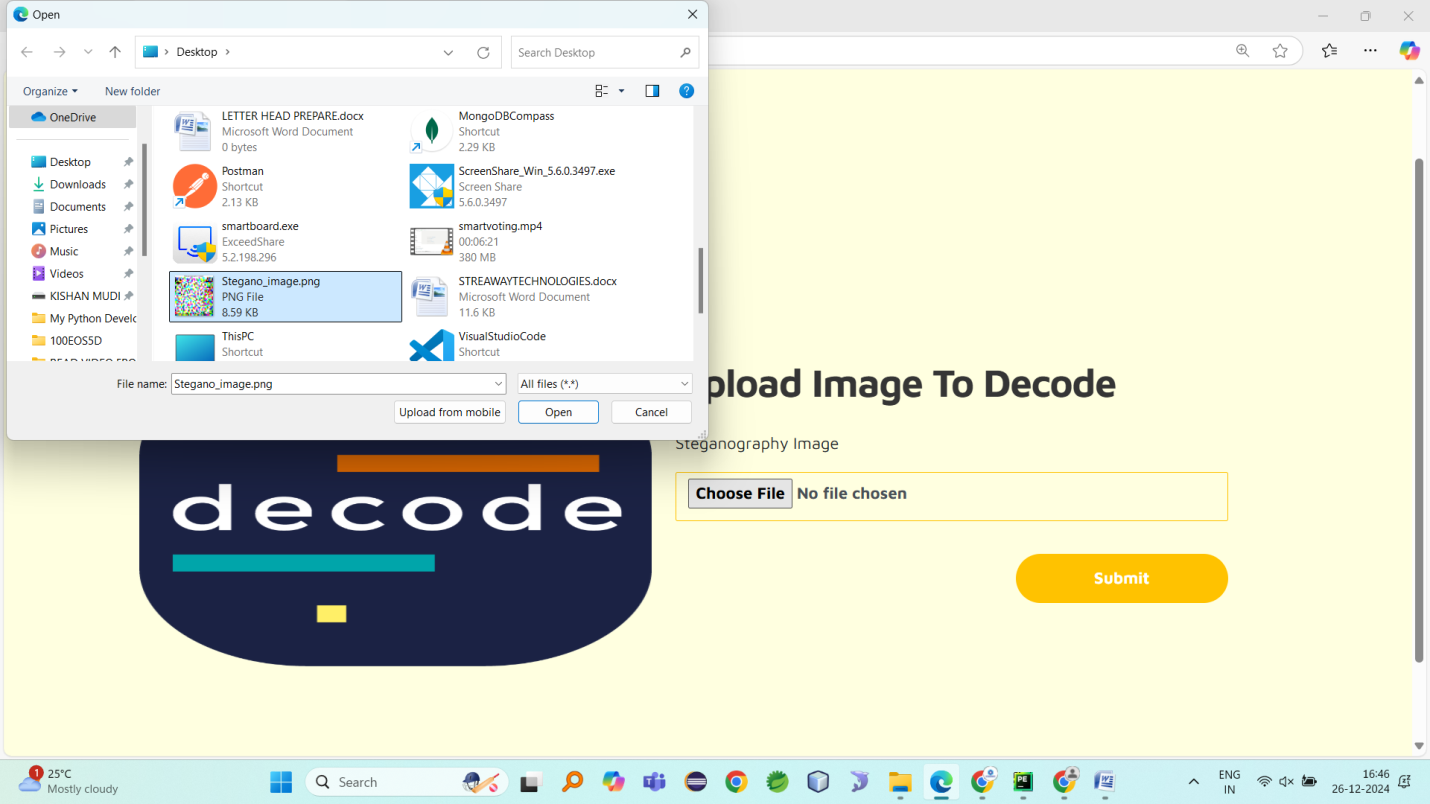 Open
Desktop
Search Desktop
Organize
New folder
OneDrive
Desktop
Downloads
Documents
Pictures
Music
Videos
KISHAN MUDI
My Python Develo
100EOS5D
LETTER HEAD PREPARE.docx
Microsoft Word Document
0 bytes
MongoDBCompass
Shortcut
2.29 KB
Postman
Shortcut
2.13 KB
ScreenShare_Win_5.6.0.3497.exe
Screen Share
5.6.0.3497
smartboard.exe
ExceedShare
5.2.198.296
smartvoting.mp4
00:06:21
380 MB
Stegano_image.png
PNG File
8.59 KB
STREAWAYTECHNOLOGIES.docx
Microsoft Word Document
11.6 KB
ThisPC
Shortcut
VisualStudioCode
Shortcut
File name: Stegano_image.png
All files (*.*)
Upload from mobile
Open
Cancel
decode
pload Image To Decode
Steganography Image
Choose File No file chosen
Submit
1
25°C
Mostly cloudy
Search
PE
ENG
IN
16:46
26-12-2024